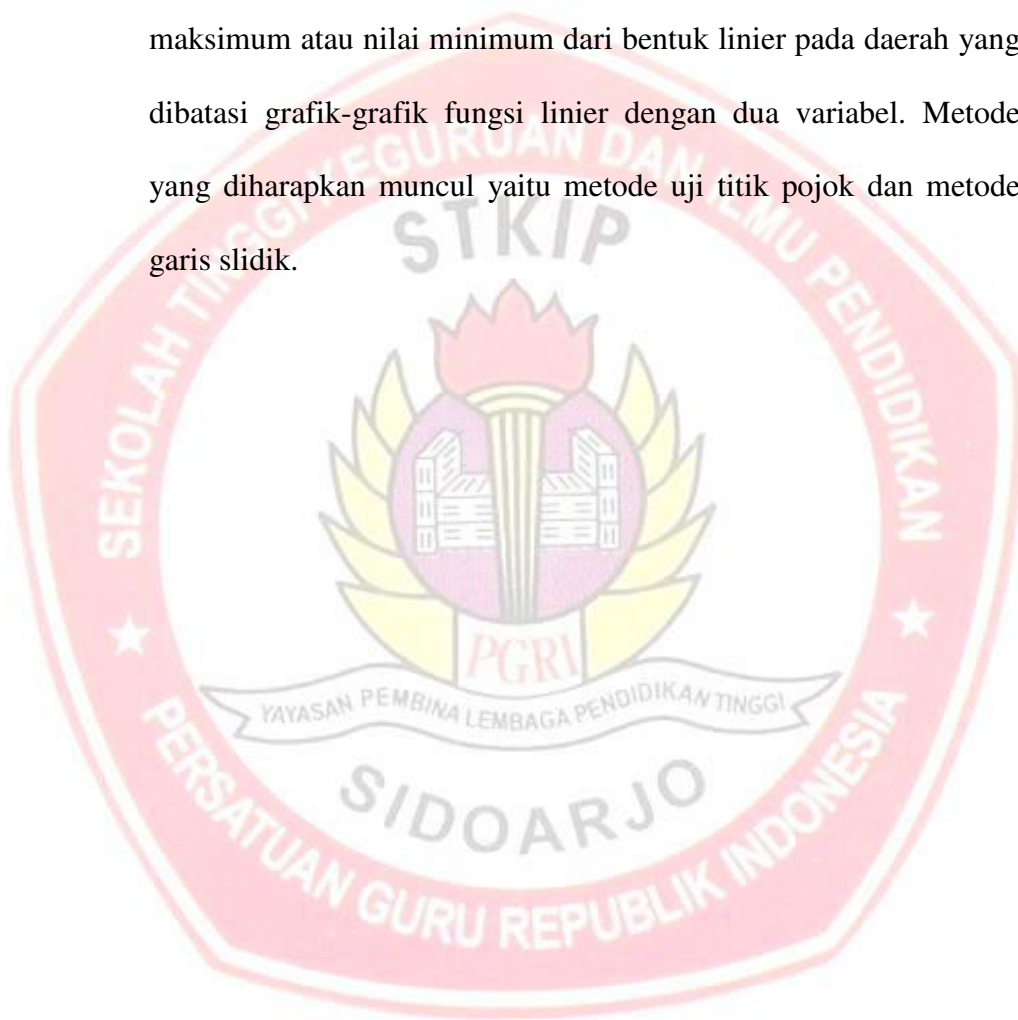 maksimum atau nilai minimum dari bentuk linier pada daerah yang
dibatasi grafik-grafik fungsi linier dengan dua variabel. Metode
yang diharapkan muncul yaitu metode uji titik pojok dan metode
garis slidik.
SEKOLAH TINGGI KEGURUAN DAN ILMU PENDIDIKAN
STKIP
PGRI
YAYASAN PEMBINA LEMBAGA PENDIDIKAN TINGGI
SIDOARJO
PERSATUAN GURU REPUBLIK INDONESIA